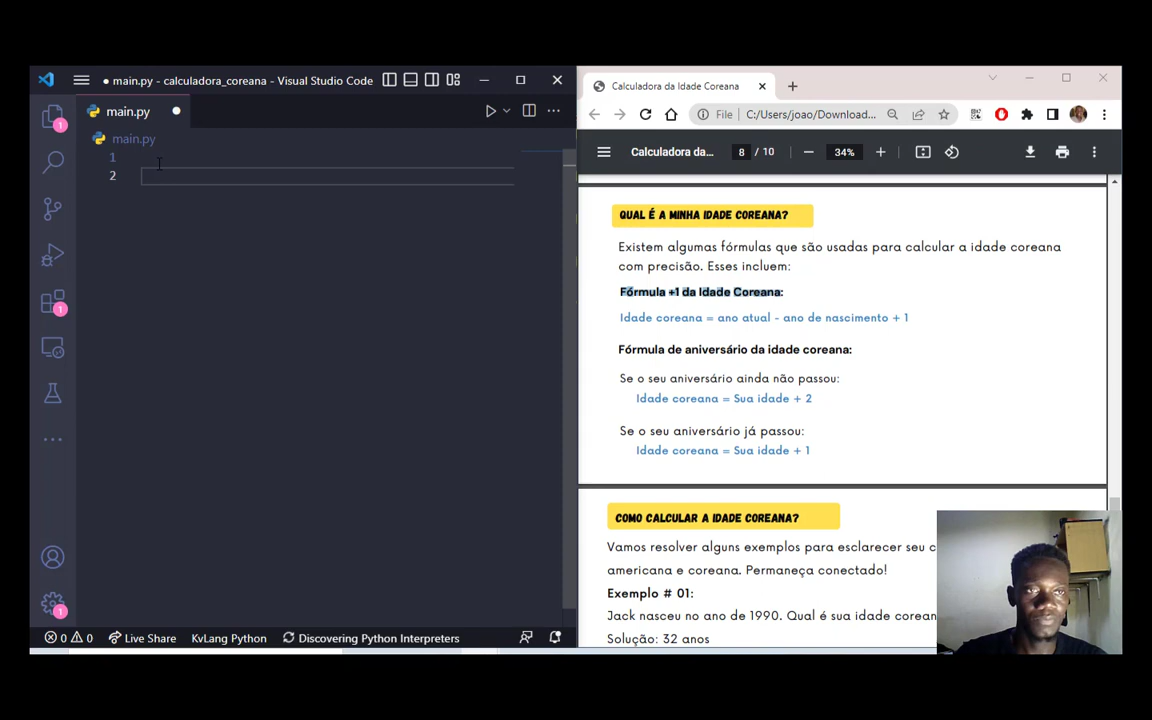 main.py - calculadora_coreana - Visual Studio Code
main.py
main.py
1
2
1
1
1
0 0 Live Share KvLang Python Discovering Python Interpreters
Calculadora da Idade Coreana
File C:/Users/joao/Download...
Calculadora da... 8 / 10 34%
QUAL É A MINHA IDADE COREANA?
Existem algumas fórmulas que são usadas para calcular a idade coreana
com precisão. Esses incluem:
Fórmula +1 da Idade Coreana:
Idade coreana = ano atual - ano de nascimento + 1
Fórmula de aniversário da idade coreana:
Se o seu aniversário ainda não passou:
Idade coreana = Sua idade + 2
Se o seu aniversário já passou:
Idade coreana = Sua idade + 1
COMO CALCULAR A IDADE COREANA?
Vamos resolver alguns exemplos para esclarecer seu c
americana e coreana. Permaneça conectado!
Exemplo # 01:
Jack nasceu no ano de 1990. Qual é sua idade corean
Solução: 32 anos